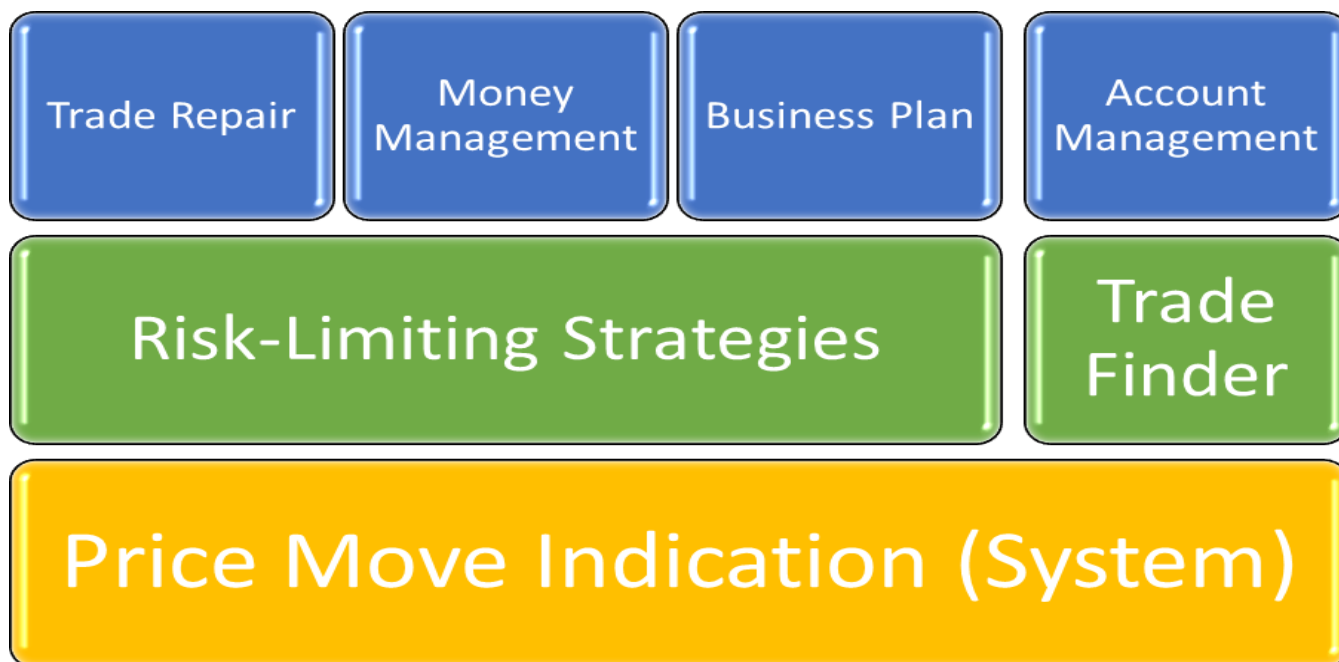 Trade Repair
Money
Management
Business Plan
Account
Management
Risk-Limiting Strategies
Trade
Finder
Price Move Indication (System)